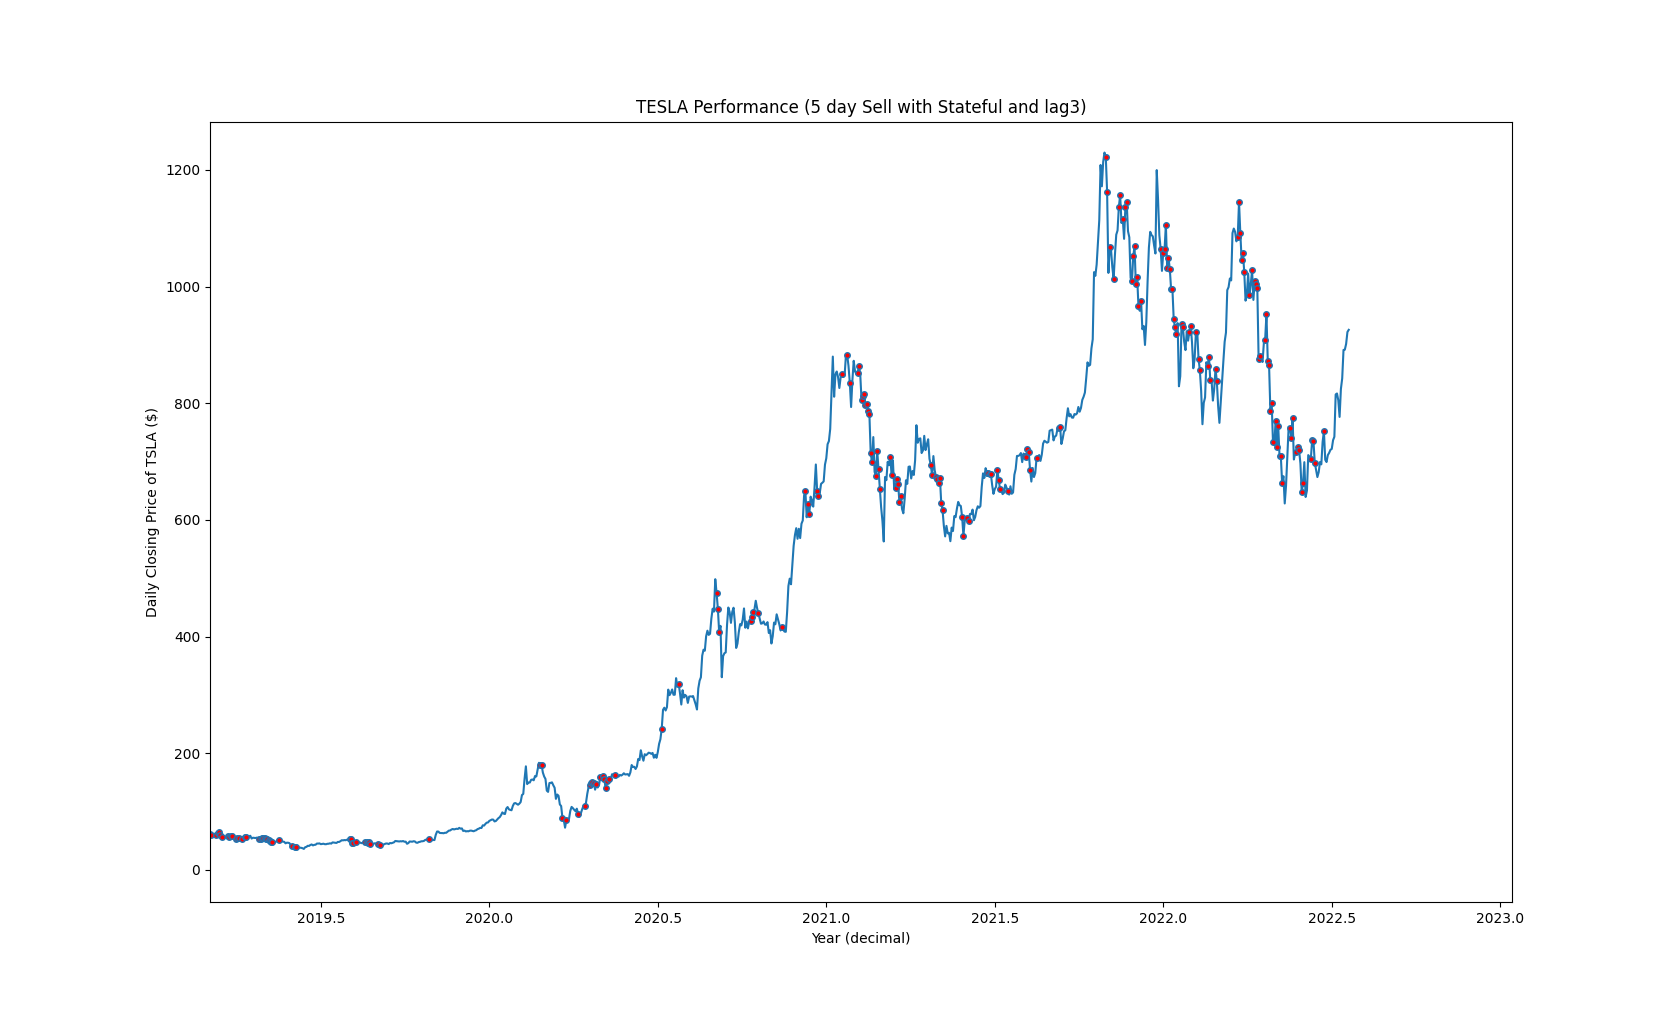 TESLA Performance (5 day Sell with Stateful and lag3)
1200
1000
800
600
400
200
0
Daily Closing Price of TSLA ($)
2019.5 2020.0 2020.5 2021.0 2021.5 2022.0 2022.5 2023.0
Year (decimal)